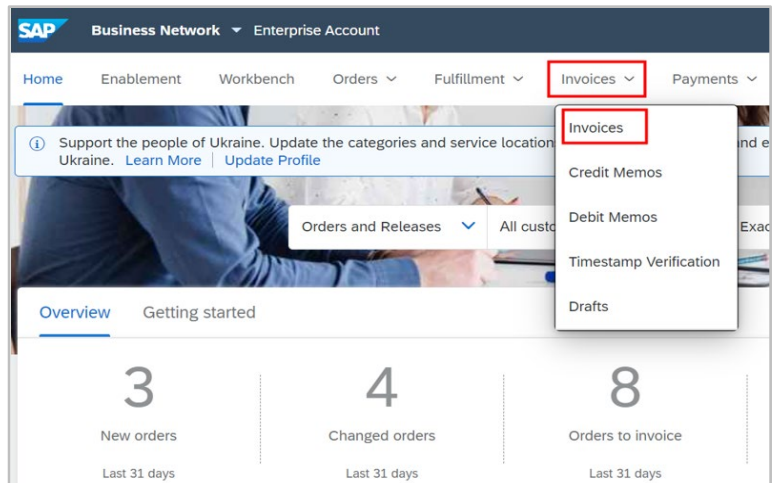 SAP Business Network Enterprise Account
Home Enablement Workbench Orders Fulfillment Invoices Payments
Support the people of Ukraine. Update the categories and service location
Ukraine. Learn More Update Profile
Invoices
Credit Memos
Debit Memos
Timestamp Verification
Drafts
Orders and Releases All custo Exac
Overview Getting started
3 4 8
New orders Changed orders Orders to invoice
Last 31 days Last 31 days Last 31 days